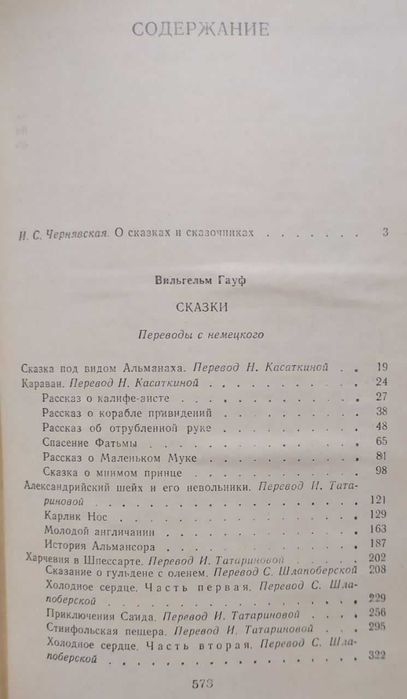 СОДЕРЖАНИЕ
И. С. Чернявская. О сказках и сказочниках . . . . . . . 3
Вильгельм Гауф
СКАЗКИ
Переводы с немецкого
Сказка под видом Альманаха. Перевод Н. Касаткиной . . 19
Караван. Перевод Н. Касаткиной . . . . . . . . . . 24
Рассказ о калифе-аисте . . . . . . . . . . . 27
Рассказ о корабле привидений . . . . . . . . . 38
Рассказ об отрубленной руке . . . . . . . . . 48
Спасение Фатьмы . . . . . . . . . . . . . 65
Рассказ о Маленьком Муке . . . . . . . . . . 81
Сказка о мнимом принце . . . . . . . . . . . 98
Александрийский шейх и его невольники. Перевод И. Тата-
риновой . . . . . . . . . . . . . . . . 121
Карлик Нос . . . . . . . . . . . . . . . 129
Молодой англичанин . . . . . . . . . . . . 163
История Альмансора . . . . . . . . . . . . 187
Харчевня в Шпессарте. Перевод И. Татариновой . . . . . 202
Сказание о гульдене с оленем. Перевод С. Шлапоберской 208
Холодное сердце. Часть первая. Перевод С. Шла-
поберской . . . . . . . . . . . . . . . 229
Приключения Саида. Перевод И. Татариновой . . . . 256
Стинфольская пещера. Перевод И. Татариновой . . . 295
Холодное сердце. Часть вторая. Перевод С. Шла-
поберской . . . . . . . . . . . . . . . 322
573